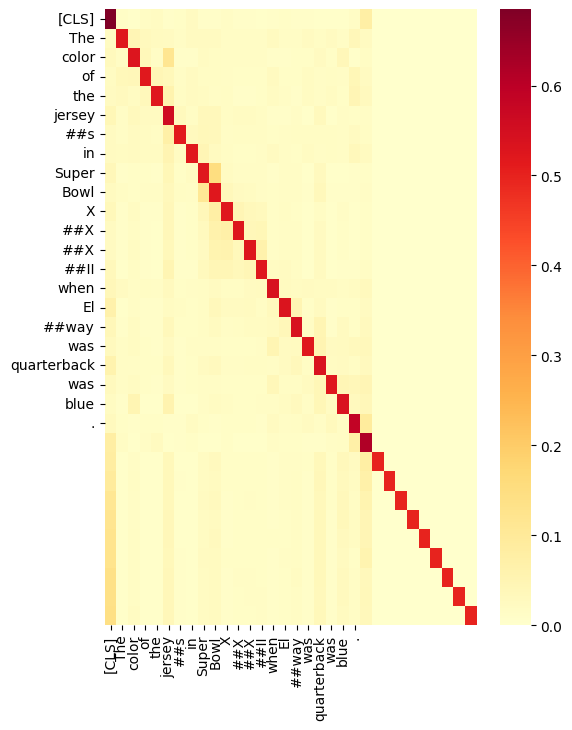 [CLS]
The
color
of
the
jersey
##s
in
Super
Bowl
X
##X
##X
##II
when
El
##way
was
quarterback
was
blue
.
0.6
0.5
0.4
0.3
0.2
0.1
0.0
[CLS]
The
color
of
the
jersey
##s
in
Super
Bowl
X
##X
##X
##II
when
El
##way
was
quarterback
was
blue
.